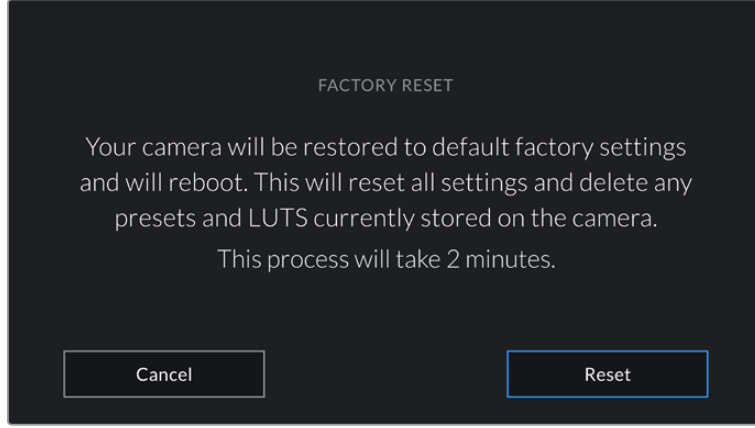 FACTORY RESET
Your camera will be restored to default factory settings
and will reboot. This will reset all settings and delete any
presets and LUTS currently stored on the camera.
This process will take 2 minutes.
Cancel
Reset